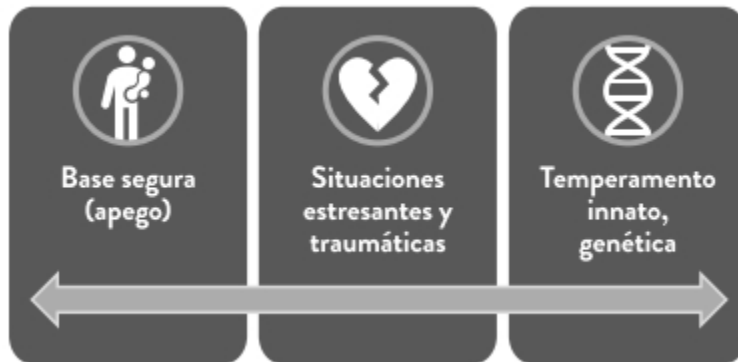 Base segura
(apego)
Situaciones
estresantes y
traumáticas
Temperamento
innato,
genética